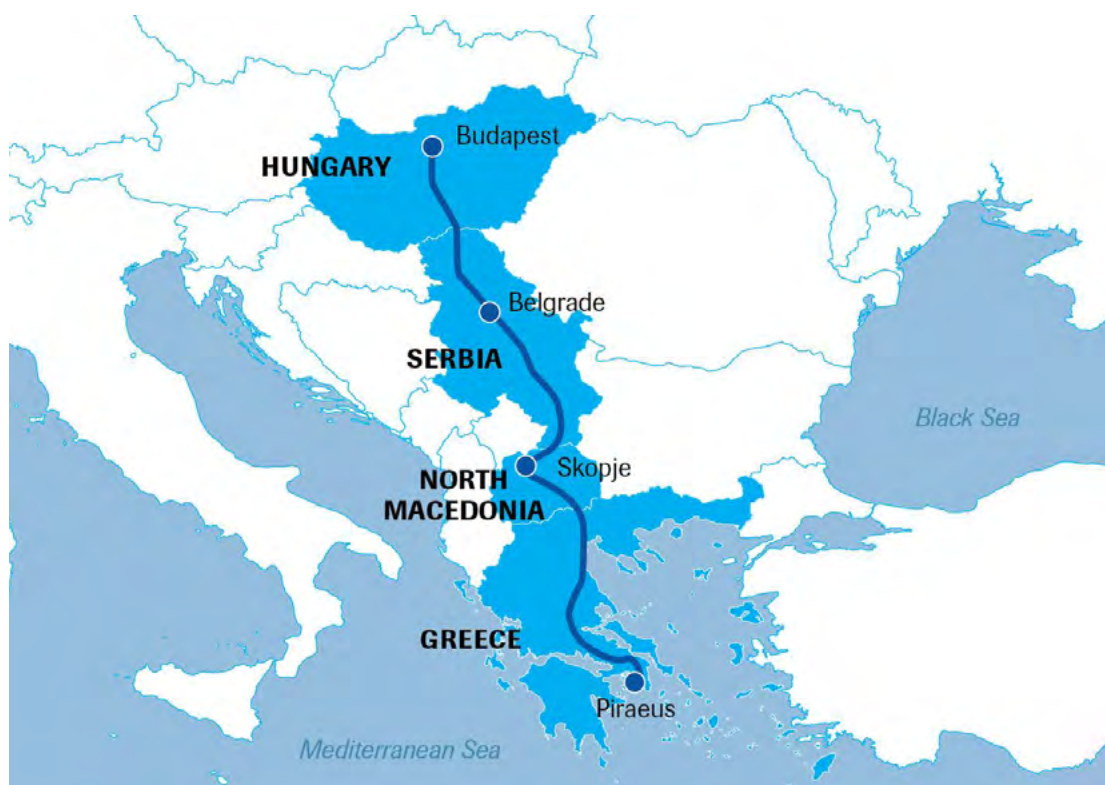 Budapest
HUNGARY
Belgrade
SERBIA
Black Sea
Skopje
NORTH
MACEDONIA
GREECE
Piraeus
Mediterranean Sea